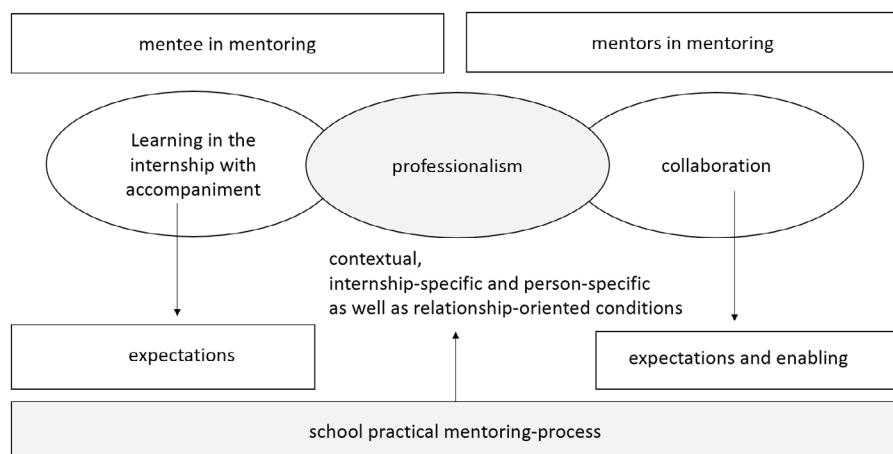 mentee in mentoring
mentors in mentoring
Learning in the
internship with
accompaniment
professionalism
collaboration
contextual,
internship-specific and person-specific
as well as relationship-oriented conditions
expectations
expectations and enabling
school practical mentoring-process